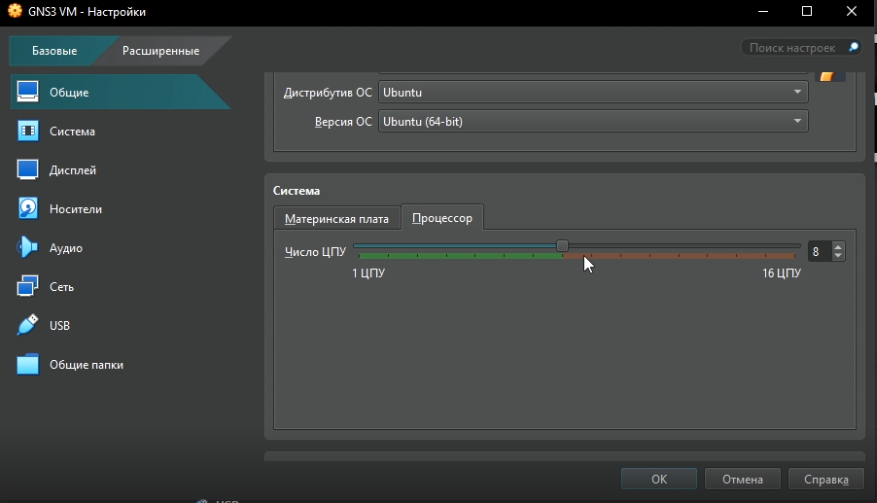 GNS3 VM - Настройки
Базовые
Расширенные
Поиск настроек
Общие
Система
Дисплей
Носители
Аудио
Сеть
USB
Общие папки
Дистрибутив ОС
Ubuntu
Версия ОС
Ubuntu (64-bit)
Система
Материнская плата
Процессор
Число ЦПУ
8
1 ЦПУ
16 ЦПУ
OK
Отмена
Справка